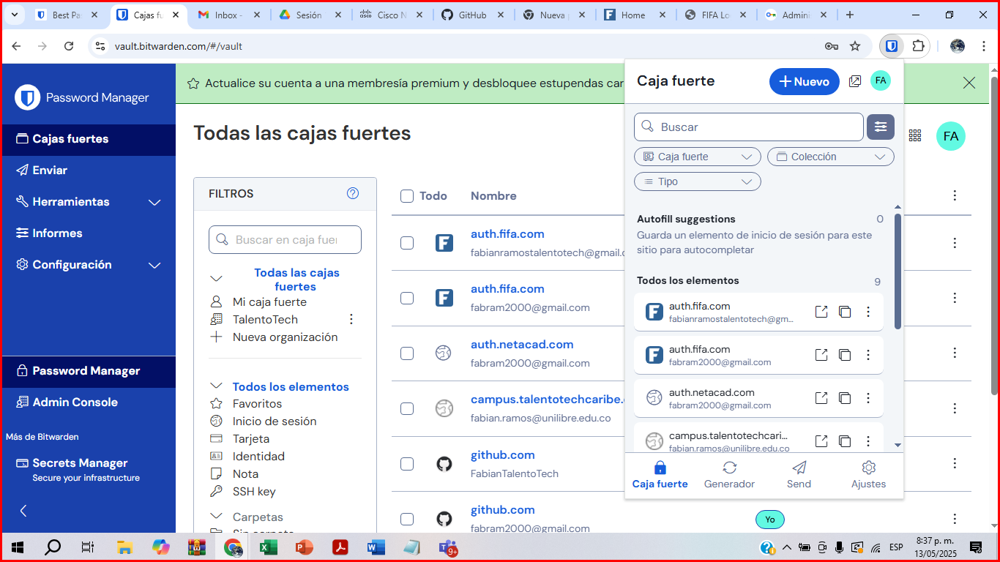 Best Pa
Cajas fu
Inbox -
Sesión
Cisco N
GitHub
Nueva p
Home
FIFA Lo
Admini
vault.bitwarden.com/#/vault
Password Manager
Cajas fuertes
Enviar
Herramientas
Informes
Configuración
Password Manager
Admin Console
Más de Bitwarden
Secrets Manager
Secure your infrastructure
Actualice su cuenta a una membresía premium y desbloquee estupendas car
Todas las cajas fuertes
FA
FILTROS
Buscar en caja fuer
Todas las cajas
fuertes
Mi caja fuerte
TalentoTech
Nueva organización
Todos los elementos
Favoritos
Inicio de sesión
Tarjeta
Identidad
Nota
SSH key
Carpetas
Sin carpeta
Todo Nombre
auth.fifa.com
fabianramostalentotech@gmail.c
auth.fifa.com
fabram2000@gmail.com
auth.netacad.com
fabram2000@gmail.com
campus.talentotechcaribe.
fabian.ramos@unilibre.edu.co
github.com
FabianTalentoTech
github.com
fabram2000@gmail.com
Yo
Caja fuerte
Nuevo
FA
Buscar
Caja fuerte
Colección
Tipo
Autofill suggestions 0
Guarda un elemento de inicio de sesión para este
sitio para autocompletar
Todos los elementos 9
auth.fifa.com
fabianramostalentotech@gm...
auth.fifa.com
fabram2000@gmail.com
auth.netacad.com
fabram2000@gmail.com
campus.talentotechcari...
fabian.ramos@unilibre.edu.co
Caja fuerte
Generador
Send
Ajustes
9+
ESP
8:37 p. m.
13/05/2025